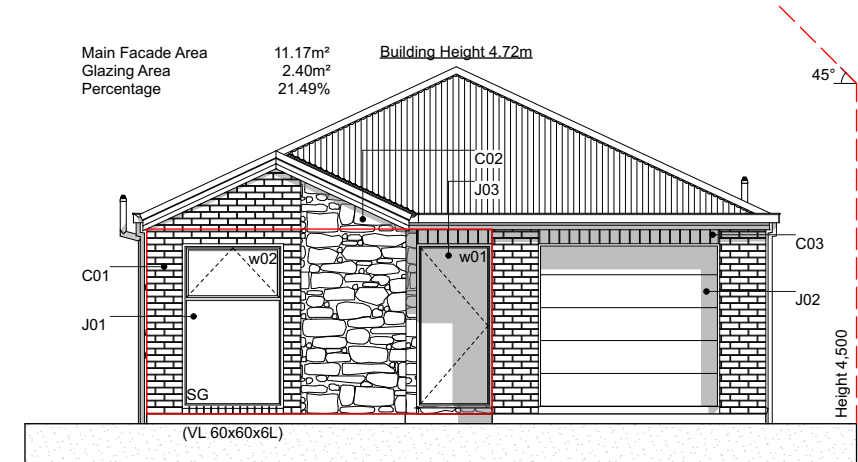 Main Facade Area 11.17m²
Glazing Area 2.40m²
Percentage 21.49%
Building Height 4.72m
45°
C02
J03
C03
w02
w01
C01
J02
J01
SG
Height 4,500
(VL 60x60x6L)